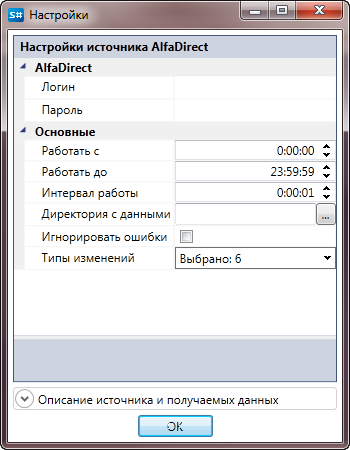 S# Настройки
Настройки источника AlfaDirect
AlfaDirect
Логин
Пароль
Основные
Работать с 0:00:00
Работать до 23:59:59
Интервал работы 0:00:01
Директория с данными ...
Игнорировать ошибки
Типы изменений Выбрано: 6
Описание источника и получаемых данных
OK